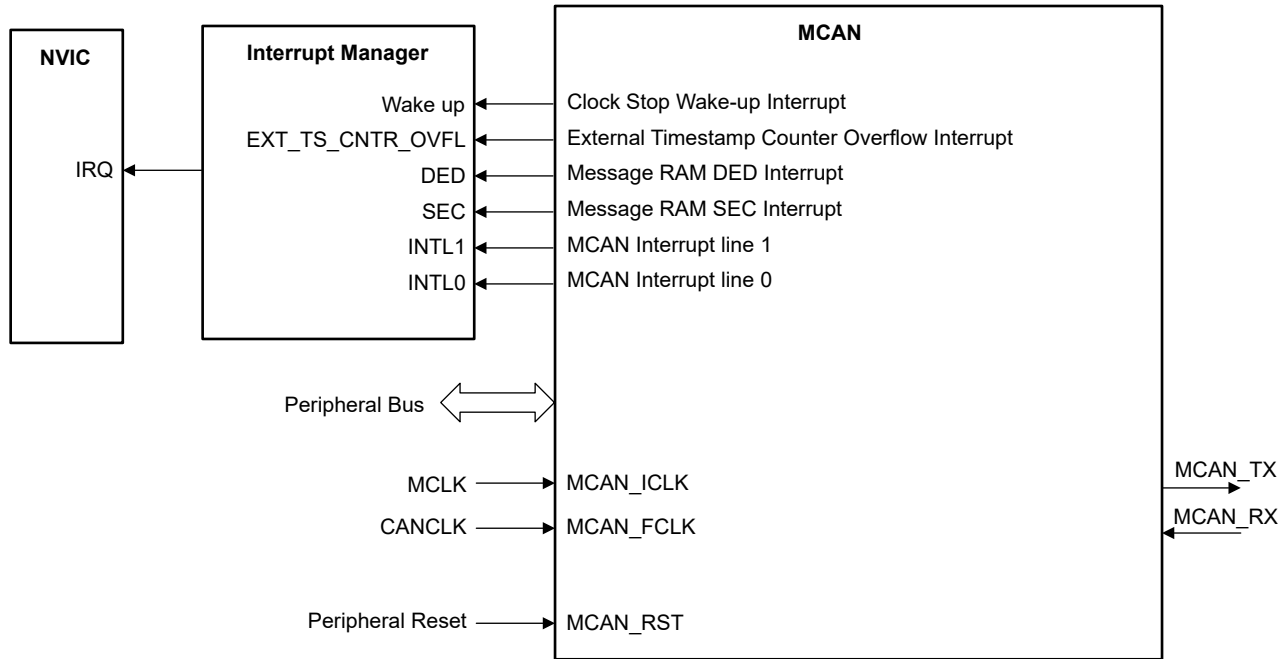 NVIC
IRQ
Interrupt Manager
Wake up
EXT_TS_CNTR_OVFL
DED
SEC
INTL1
INTL0
MCAN
Clock Stop Wake-up Interrupt
External Timestamp Counter Overflow Interrupt
Message RAM DED Interrupt
Message RAM SEC Interrupt
MCAN Interrupt line 1
MCAN Interrupt line 0
Peripheral Bus
MCLK
MCAN_ICLK
CANCLK
MCAN_FCLK
Peripheral Reset
MCAN_RST
MCAN_TX
MCAN_RX